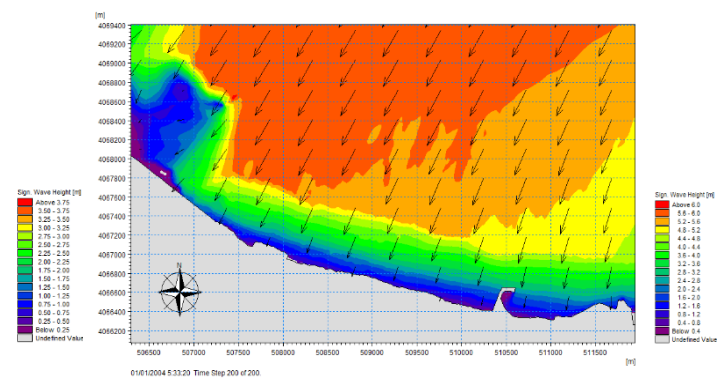 [m]
4069400
4069200
4069000
4068800
4068600
4068400
4068200
4068000
4067800
4067600
4067400
4067200
4067000
4066800
4066600
4066400
4066200
Sign. Wave Height [m]
Above 3.75
3.50 - 3.75
3.25 - 3.50
3.00 - 3.25
2.75 - 3.00
2.50 - 2.75
2.25 - 2.50
2.00 - 2.25
1.75 - 2.00
1.50 - 1.75
1.25 - 1.50
1.00 - 1.25
0.75 - 1.00
0.50 - 0.75
0.25 - 0.50
Below 0.25
Undefined Value
N
506500 507000 507500 508000 508500 509000 509500 510000 510500 511000 511500
[m]
01/01/2004 5:33:20 Time Step 200 of 200.
Sign. Wave Height [m]
Above 6.0
5.6 - 6.0
5.2 - 5.6
4.8 - 5.2
4.4 - 4.8
4.0 - 4.4
3.6 - 4.0
3.2 - 3.6
2.8 - 3.2
2.4 - 2.8
2.0 - 2.4
1.6 - 2.0
1.2 - 1.6
0.8 - 1.2
0.4 - 0.8
Below 0.4
Undefined Value